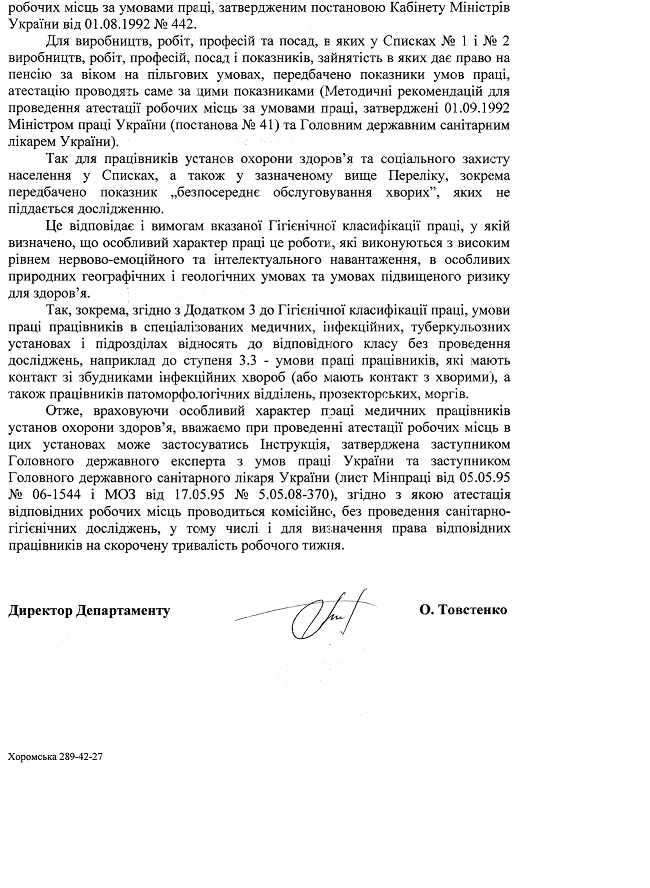 робочих місць за умовами праці, затвердженим постановою Кабінету Міністрів
України від 01.08.1992 № 442.
Для виробництв, робіт, професій та посад, в яких у Списках № 1 і № 2
виробництв, робіт, професій, посад і показників, зайнятість в яких дає право на
пенсію за віком на пільгових умовах, передбачено показники умов праці,
атестацію проводять саме за цими показниками (Методичні рекомендацій для
проведення атестації робочих місць за умовами праці, затверджені 01.09.1992
Міністром праці України (постанова № 41) та Головним державним санітарним
лікарем України).
Так для працівників установ охорони здоров’я та соціального захисту
населення у Списках, а також у зазначеному вище Переліку, зокрема
передбачено показник „безпосереднє обслуговування хворих”, яких не
піддається дослідженню.
Це відповідає і вимогам вказаної Гігієнічної класифікації праці, у якій
визначено, що особливий характер праці це роботи, які виконуються з високим
рівнем нервово-емоційного та інтелектуального навантаження, в особливих
природних географічних і геологічних умовах та умовах підвищеного ризику
для здоров’я.
Так, зокрема, згідно з Додатком 3 до Гігієнічної класифікації праці, умови
праці працівників в спеціалізованих медичних, інфекційних, туберкульозних
установах і підрозділах відносять до відповідного класу без проведення
досліджень, наприклад до ступеня 3.3 - умови праці працівників, які мають
контакт зі збудниками інфекційних хвороб (або мають контакт з хворими), а
також працівників патоморфологічних відділень, прозекторських, моргів.
Отже, враховуючи особливий характер праці медичних працівників
установ охорони здоров’я, вважаємо при проведенні атестації робочих місць в
цих установах може застосуватись Інструкція, затверджена заступником
Головного державного експерта з умов праці України та заступником
Головного державного санітарного лікаря України (лист Мінпраці від 05.05.95
№ 06-1544 і МОЗ від 17.05.95 № 5.05.08-370), згідно з якою атестація
відповідних робочих місць проводиться комісійно, без проведення санітарно-
гігієнічних досліджень, у тому числі і для визначення права відповідних
працівників на скорочену тривалість робочого тижня.
Директор Департаменту О. Товстенко
Хоромська 289-42-27